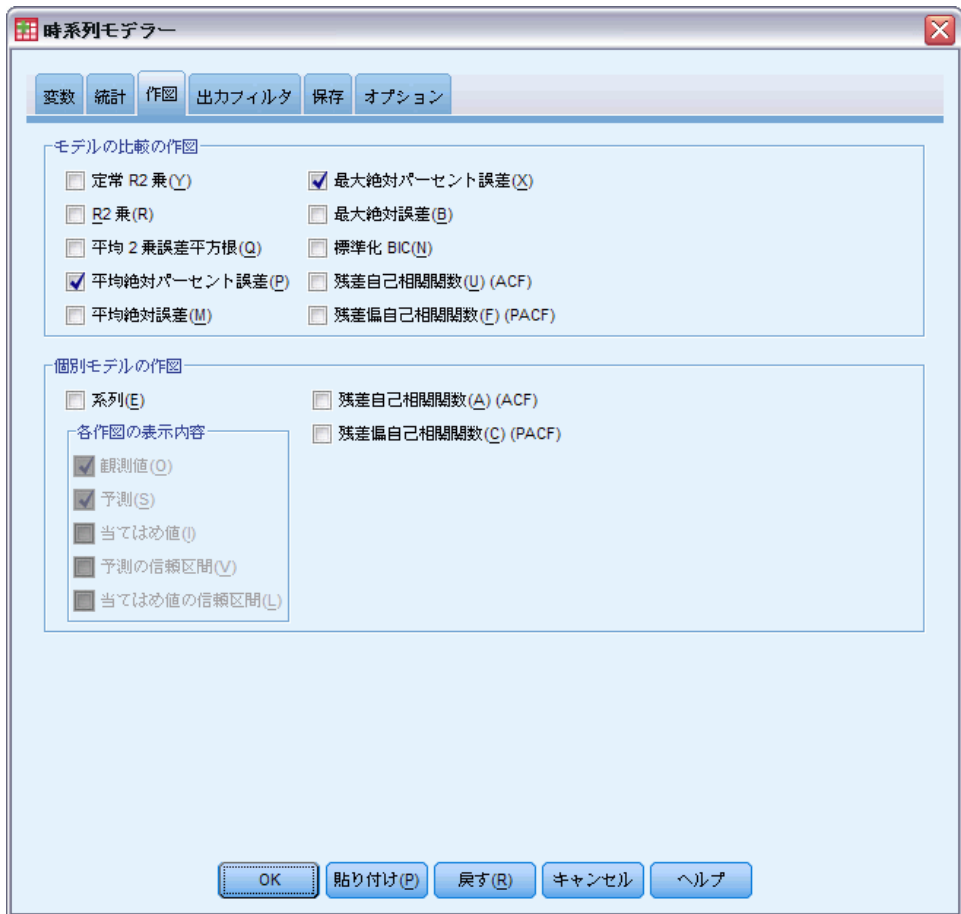 時系列モデラー
変数 統計 作図 出力フィルタ 保存 オプション
モデルの比較の作図
定常 R2 乗(Y)
R2 乗(R)
平均 2 乗誤差平方根(Q)
平均絶対パーセント誤差(P)
平均絶対誤差(M)
最大絶対パーセント誤差(X)
最大絶対誤差(B)
標準化 BIC(N)
残差自己相関関数(U) (ACF)
残差偏自己相関関数(F) (PACF)
個別モデルの作図
系列(E)
各作図の表示内容
観測値(O)
予測(S)
当てはめ値(I)
予測の信頼区間(V)
当てはめ値の信頼区間(L)
残差自己相関関数(A) (ACF)
残差偏自己相関関数(C) (PACF)
OK 貼り付け(P) 戻す(R) キャンセル ヘルプ